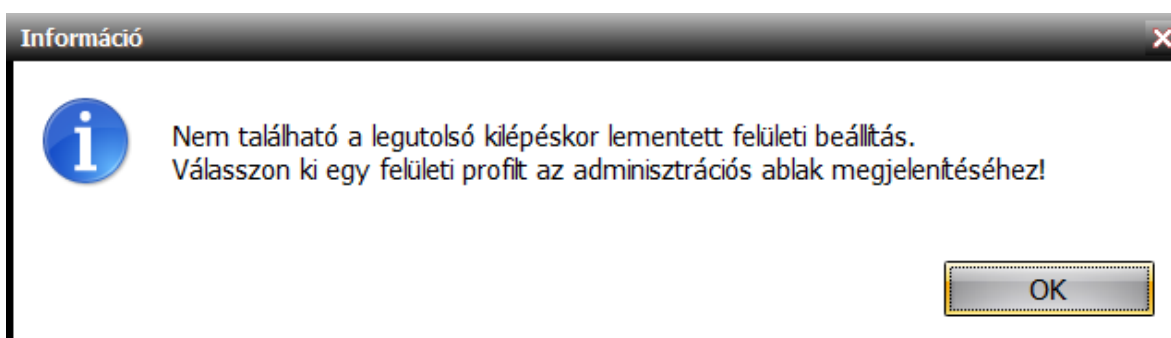 Információ
Nem található a legutolsó kilépéskor lementett felületi beállítás.
Válasszon ki egy felületi profilt az adminisztrációs ablak megjelenítéséhez!
OK